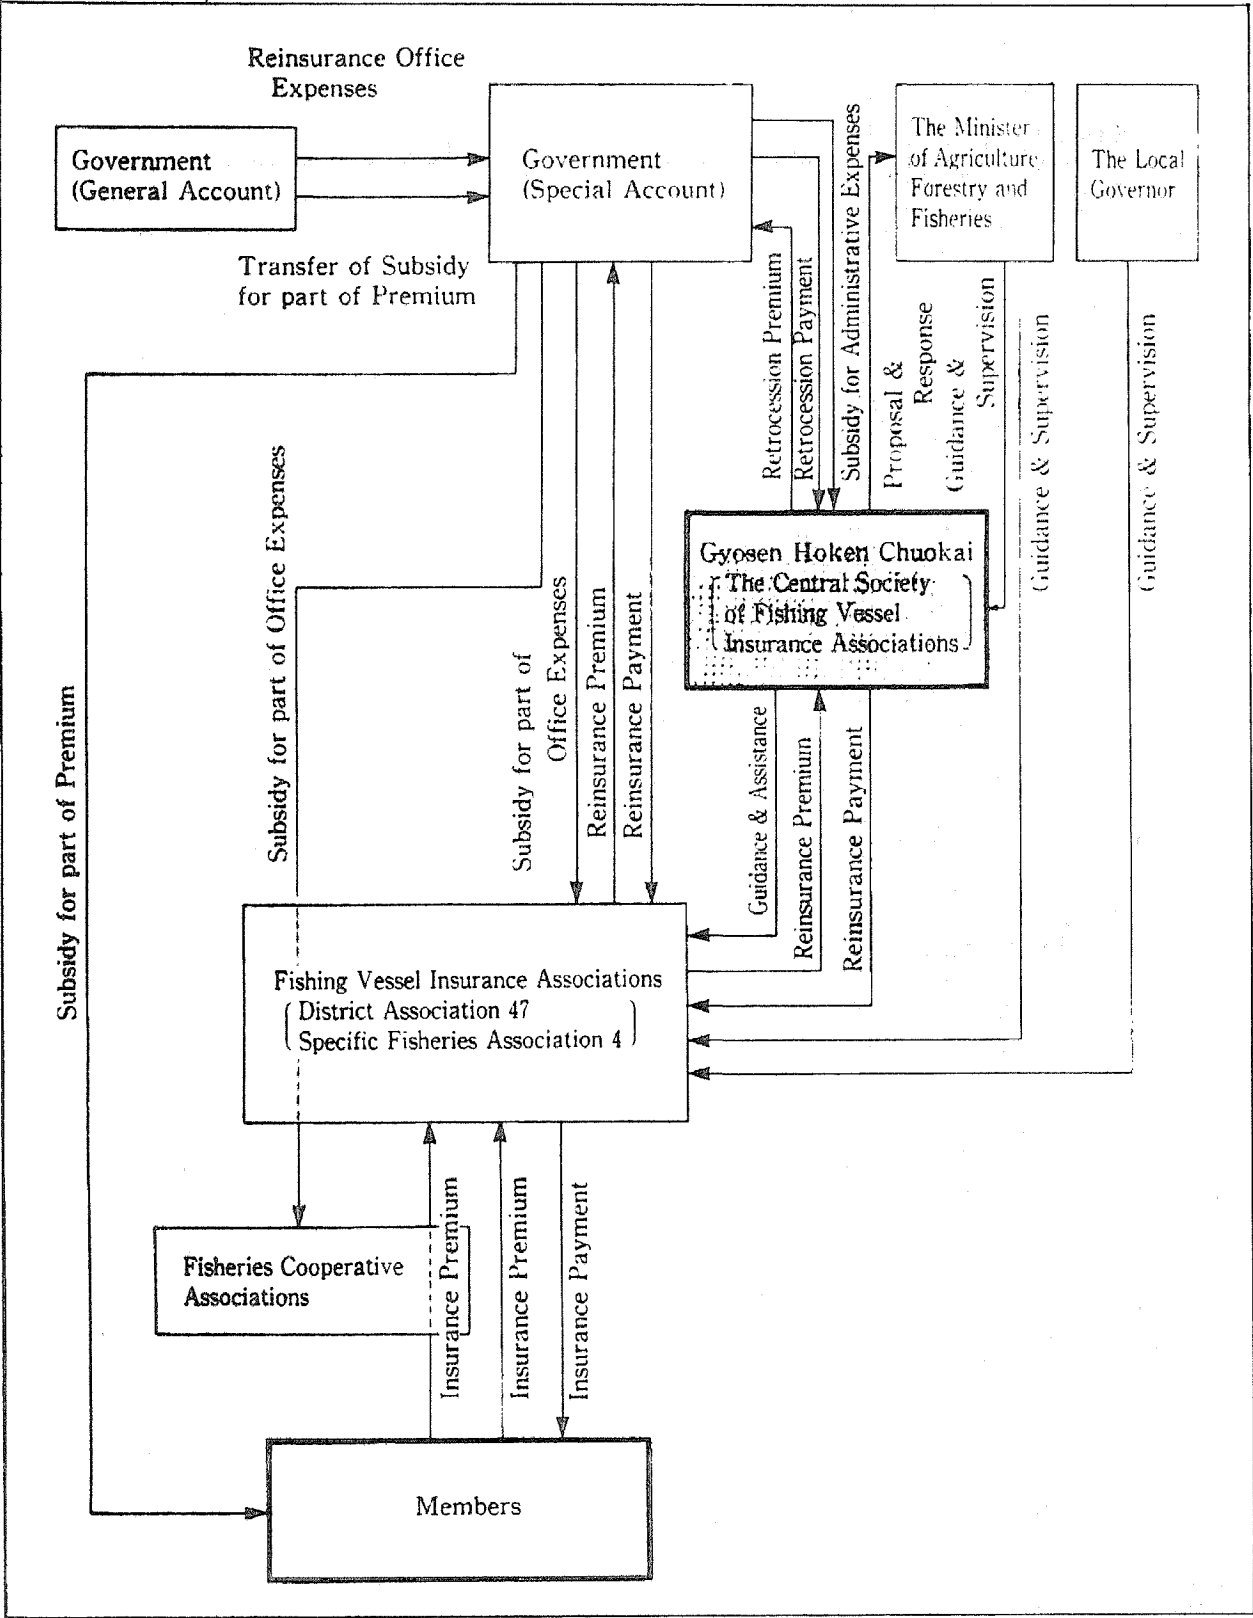 Reinsurance Office
Expenses
Government
(General Account)
Government
(Special Account)
The Minister
of Agriculture
Forestry and
Fisheries
The Local
Governor
Transfer of Subsidy
for part of Premium
Retrocession Premium
Retrocession Payment
Subsidy for Administrative Expenses
Proposal &
Response
Guidance &
Supervision
Guidance & Supervision
Guidance & Supervision
Subsidy for part of Premium
Subsidy for part of Office Expenses
Subsidy for part of
Office Expenses
Reinsurance Premium
Reinsurance Payment
Gyosen Hoken Chuokai
The Central Society
of Fishing Vessel
Insurance Associations
Guidance & Assistance
Reinsurance Premium
Reinsurance Payment
Fishing Vessel Insurance Associations
District Association 47
Specific Fisheries Association 4
Fisheries Cooperative
Associations
Insurance Premium
Insurance Premium
Insurance Payment
Members